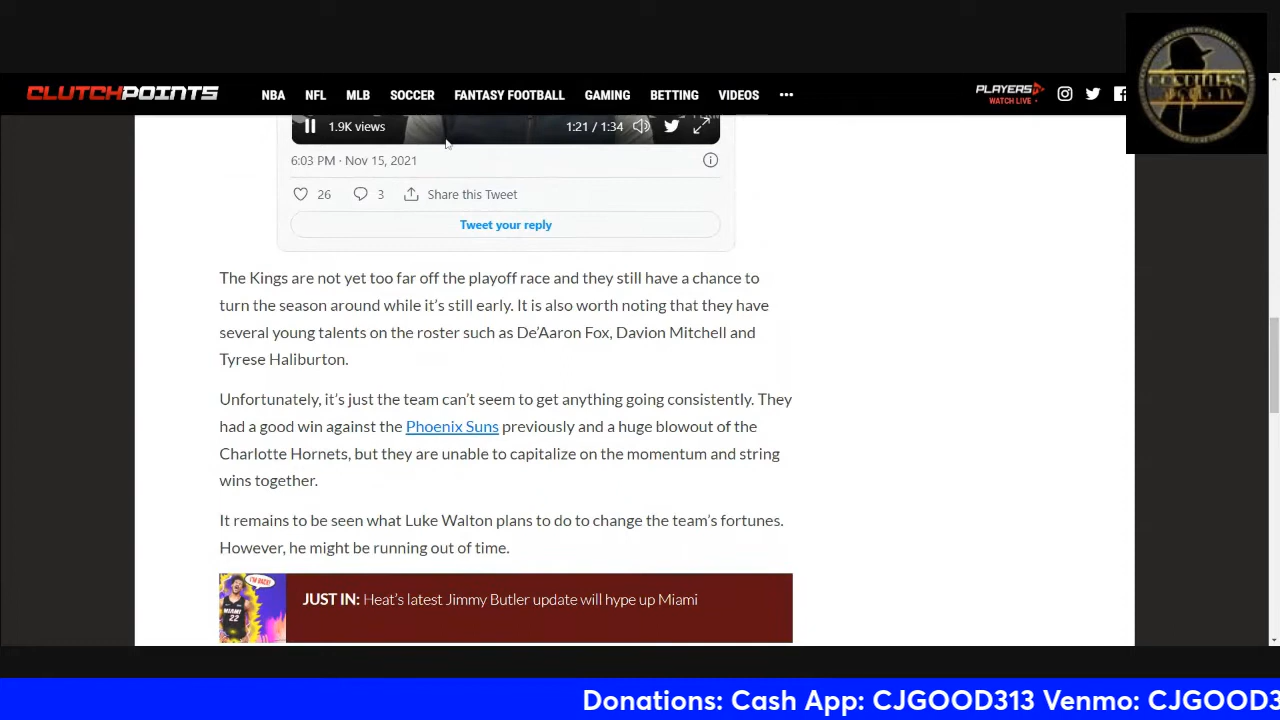 CLUTCHPOINTS NBA NFL MLB SOCCER FANTASY FOOTBALL GAMING BETTING VIDEOS ••• PLAYERS
WATCH LIVE
1.9K views 1:21 / 1:34
6:03 PM · Nov 15, 2021
26 3 Share this Tweet
Tweet your reply
The Kings are not yet too far off the playoff race and they still have a chance to
turn the season around while it’s still early. It is also worth noting that they have
several young talents on the roster such as De’Aaron Fox, Davion Mitchell and
Tyrese Haliburton.
Unfortunately, it’s just the team can’t seem to get anything going consistently. They
had a good win against the Phoenix Suns previously and a huge blowout of the
Charlotte Hornets, but they are unable to capitalize on the momentum and string
wins together.
It remains to be seen what Luke Walton plans to do to change the team’s fortunes.
However, he might be running out of time.
I'M BACK!
MIAMI
22
JUST IN: Heat’s latest Jimmy Butler update will hype up Miami
Donations: Cash App: CJGOOD313 Venmo: CJGOOD3